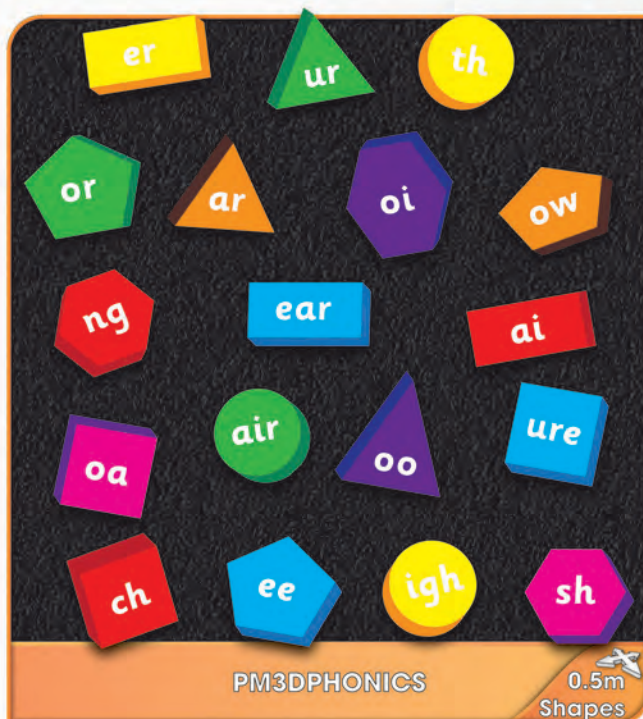 er ur th
or ar oi ow
ng ear ai
oa air oo ure
ch ee igh sh
PM3DPHONICS
0.5m
Shapes